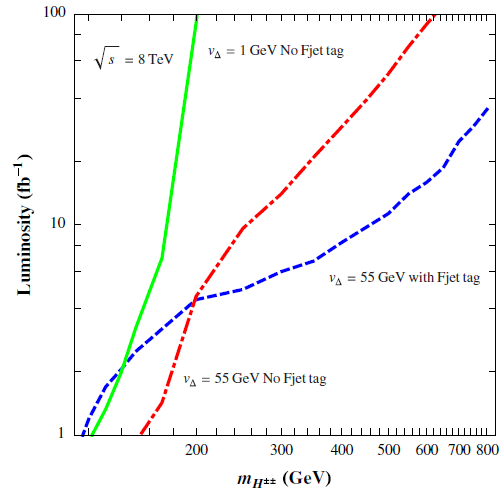 100
√s = 8 TeV
v_Δ = 1 GeV No Fjet tag
Luminosity (fb⁻¹)
10
v_Δ = 55 GeV with Fjet tag
v_Δ = 55 GeV No Fjet tag
1
200 300 400 500 600 700 800
m_H±± (GeV)